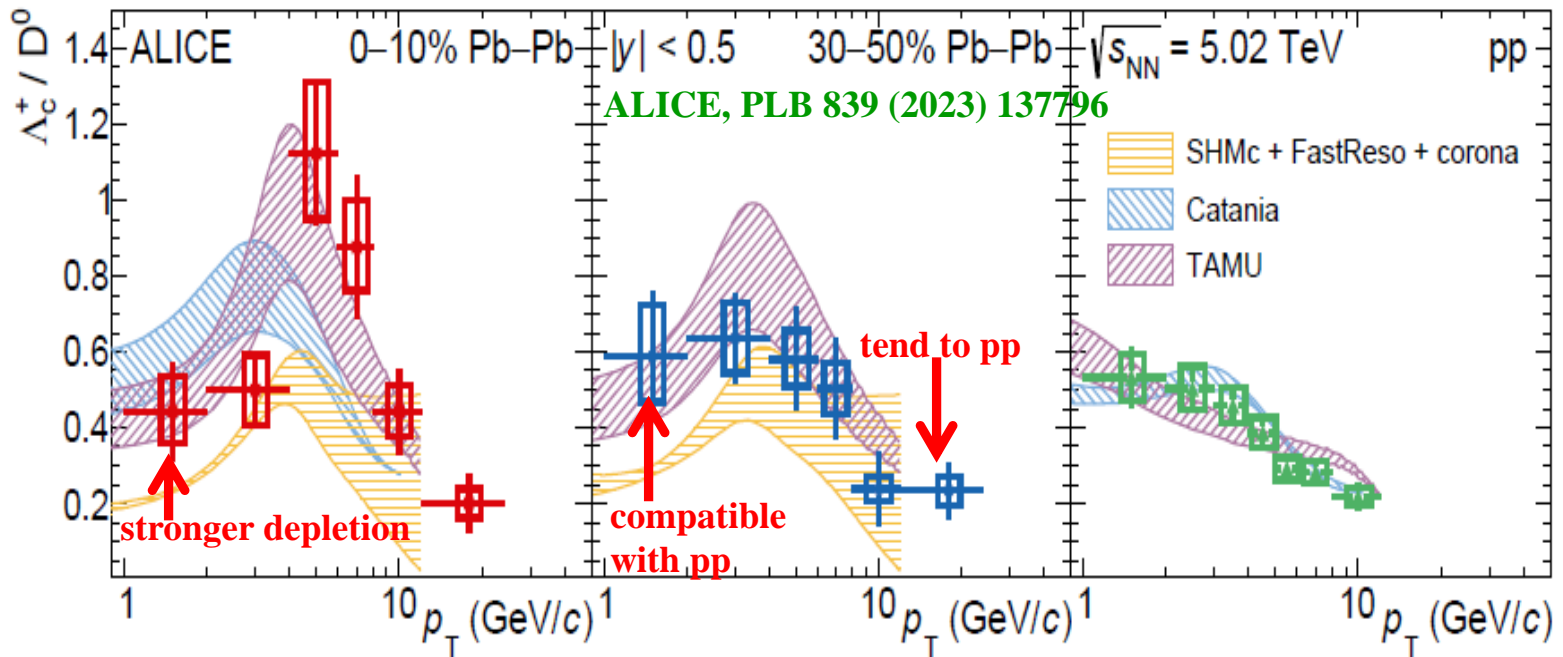 Λc+ / D0
ALICE 0–10% Pb–Pb
|y| < 0.5 30–50% Pb–Pb
√sNN = 5.02 TeV pp
ALICE, PLB 839 (2023) 137796
SHMc + FastReso + corona
Catania
TAMU
1.4
1.2
1
0.8
0.6
0.4
0.2
tend to pp
stronger depletion
compatible
with pp
1 10 pT (GeV/c)
1 10 pT (GeV/c)
1 10 pT (GeV/c)